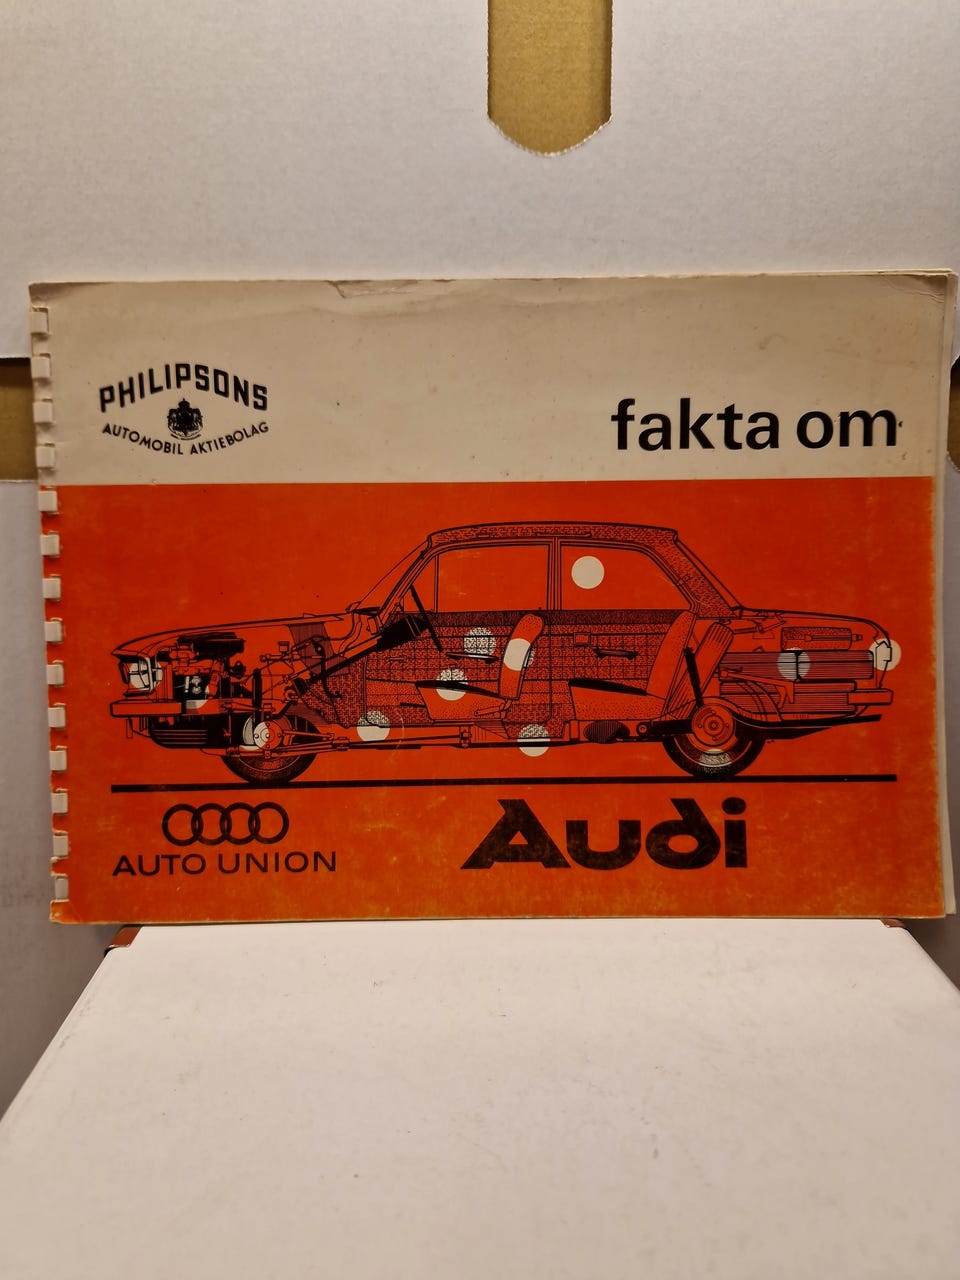 PHILIPSONS
AUTOMOBIL AKTIEBOLAG
fakta om
AUTO UNION
Audi